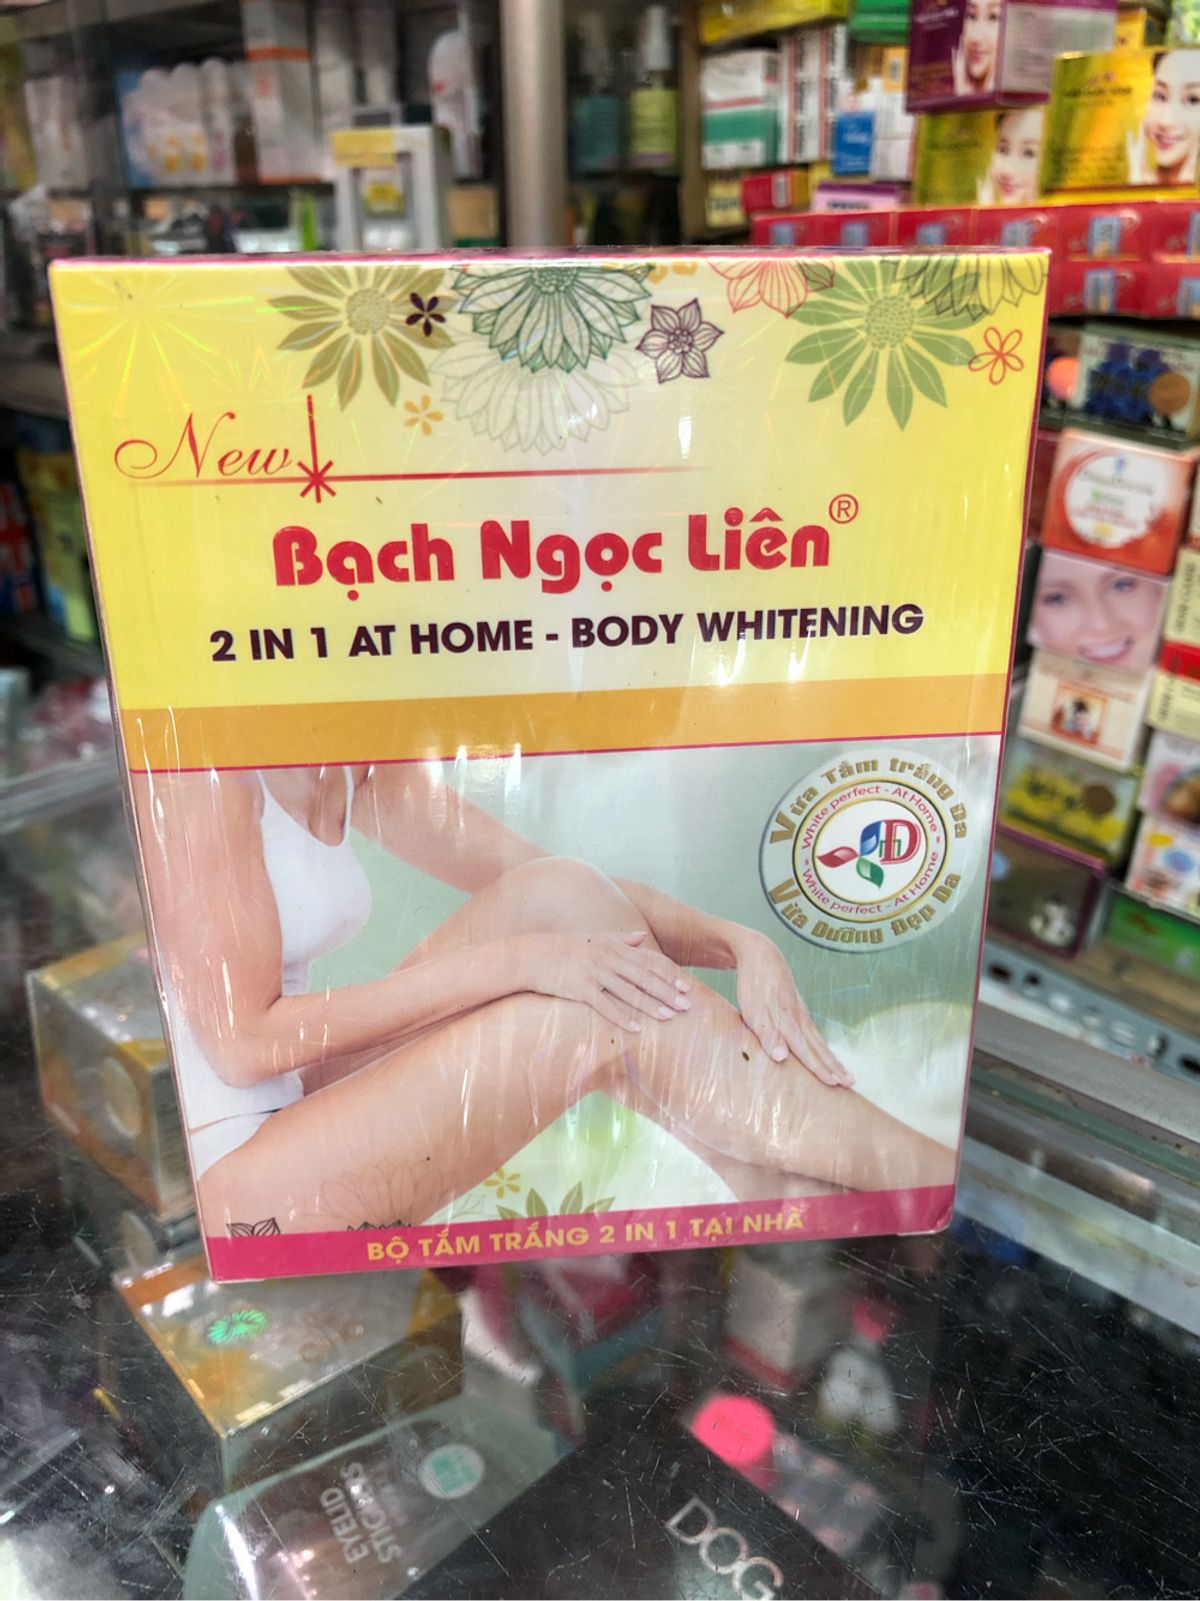 New
Bạch Ngọc Liên®
2 IN 1 AT HOME - BODY WHITENING
Vừa Tắm trắng Da
White perfect - At Home
White perfect - At Home
Vừa Dưỡng Đẹp Da
BỘ TẮM TRẮNG 2 IN 1 TẠI NHÀ
EYELID
STICKERS
DOG